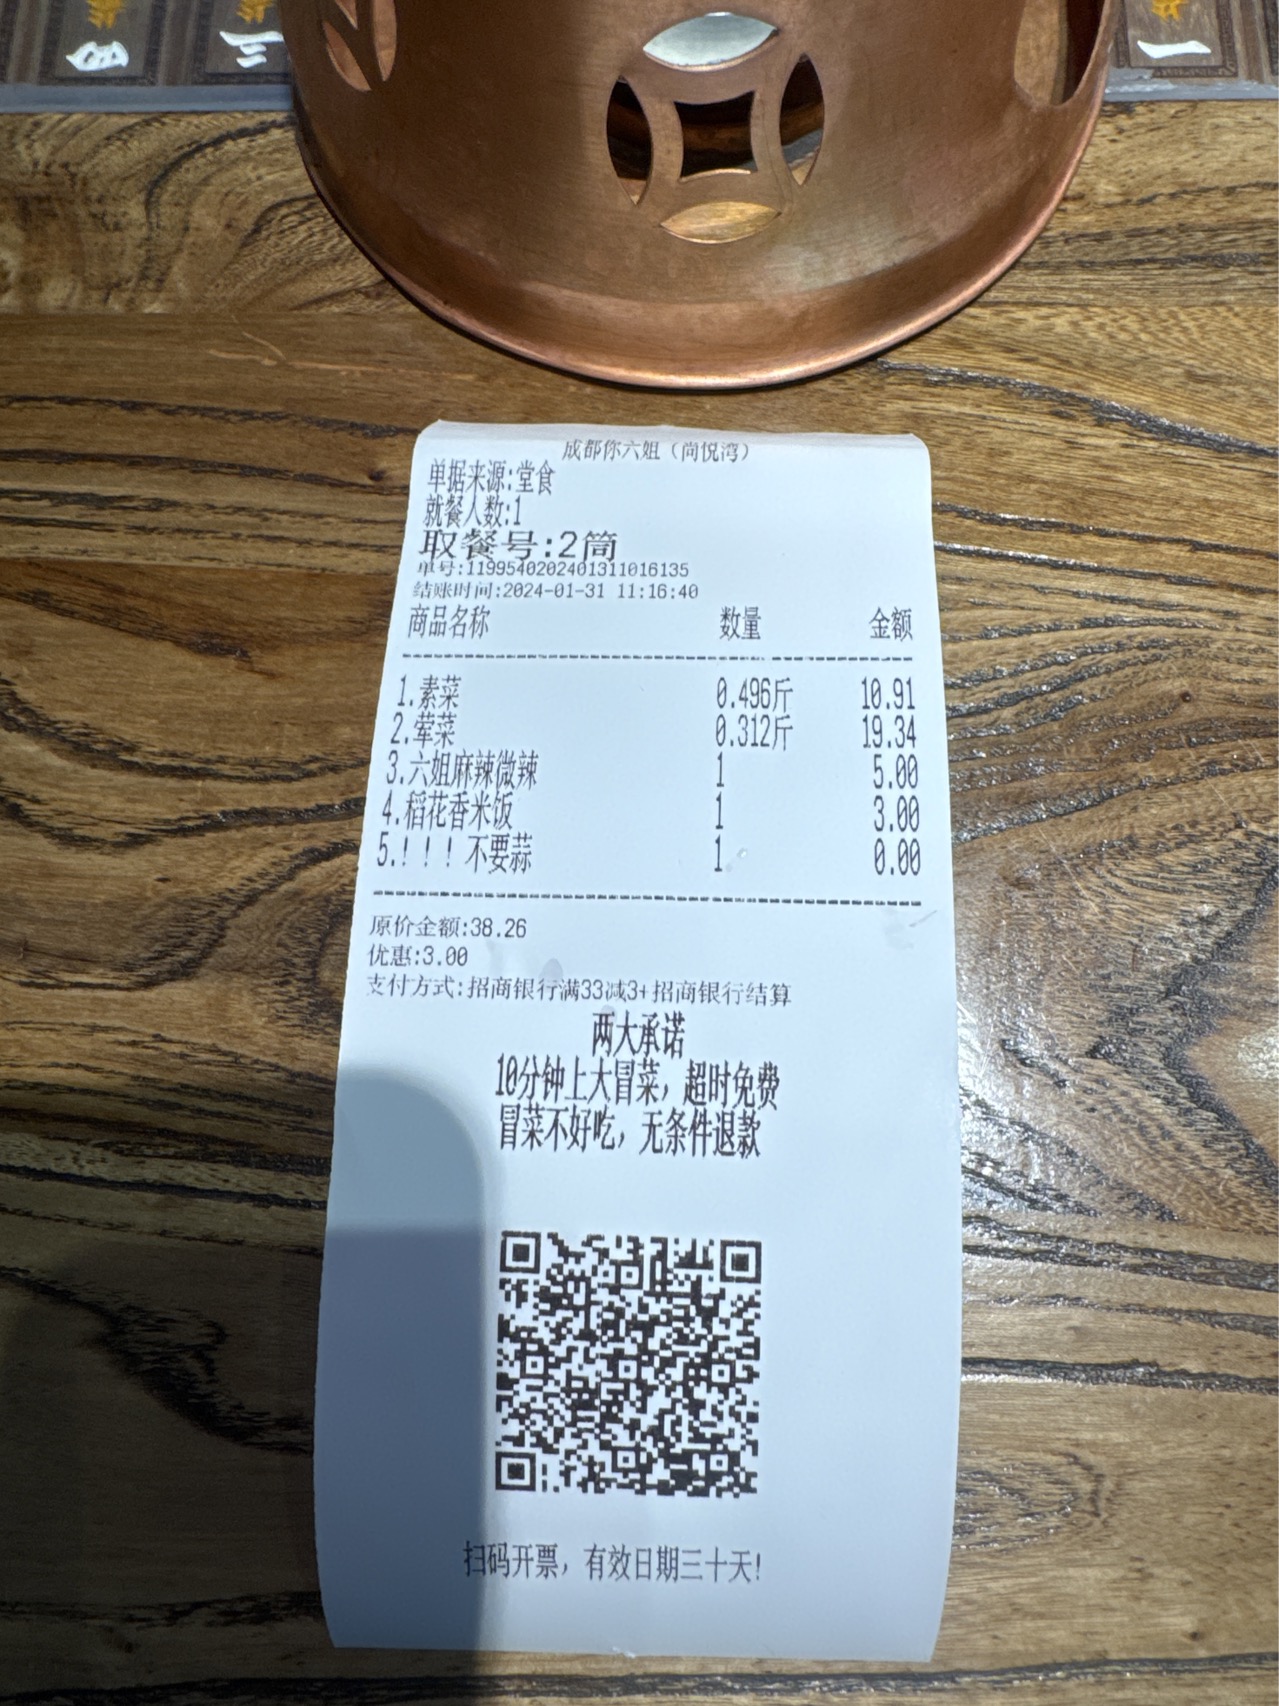 四
三
一
成都你六姐（尚悦湾）
单据来源:堂食
就餐人数:1
取餐号:2筒
单号:119954020240131101613​5
结账时间:2024-01-31 11:16:40
商品名称 数量 金额
1.素菜 0.496斤 10.91
2.荤菜 0.312斤 19.34
3.六姐麻辣微辣 1 5.00
4.稻花香米饭 1 3.00
5.！！！不要蒜 1 0.00
原价金额:38.26
优惠:3.00
支付方式:招商银行满33减3+招商银行结算
两大承诺
10分钟上大冒菜，超时免费
冒菜不好吃，无条件退款
扫码开票，有效日期三十天！